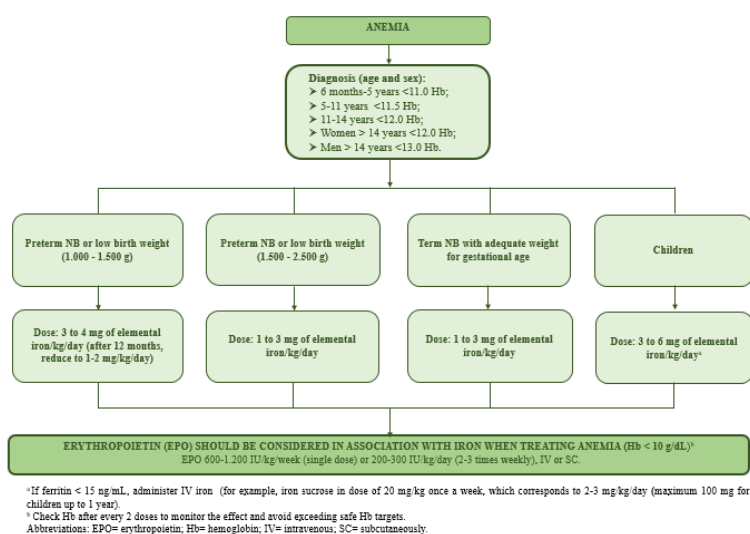 ANEMIA
Diagnosis (age and sex):
➤ 6 months-5 years <11.0 Hb;
➤ 5-11 years <11.5 Hb;
➤ 11-14 years <12.0 Hb;
➤ Women > 14 years <12.0 Hb;
➤ Men > 14 years <13.0 Hb.
Preterm NB or low birth weight
(1.000 - 1.500 g)
Preterm NB or low birth weight
(1.500 - 2.500 g)
Term NB with adequate weight
for gestational age
Children
Dose: 3 to 4 mg of elemental
iron/kg/day (after 12 months,
reduce to 1-2 mg/kg/day)
Dose: 1 to 3 mg of elemental
iron/kg/day
Dose: 1 to 3 mg of elemental
iron/kg/day
Dose: 3 to 6 mg of elemental
iron/kg/dayᵃ
ERYTHROPOIETIN (EPO) SHOULD BE CONSIDERED IN ASSOCIATION WITH IRON WHEN TREATING ANEMIA (Hb < 10 g/dL)ᵇ
EPO 600-1.200 IU/kg/week (single dose) or 200-300 IU/kg/day (2-3 times weekly), IV or SC.
ᵃ If ferritin < 15 ng/mL, administer IV iron (for example, iron sucrose in dose of 20 mg/kg once a week, which corresponds to 2-3 mg/kg/day (maximum 100 mg for
children up to 1 year).
ᵇ Check Hb after every 2 doses to monitor the effect and avoid exceeding safe Hb targets.
Abbreviations: EPO= erythropoietin; Hb= hemoglobin; IV= intravenous; SC= subcutaneously.